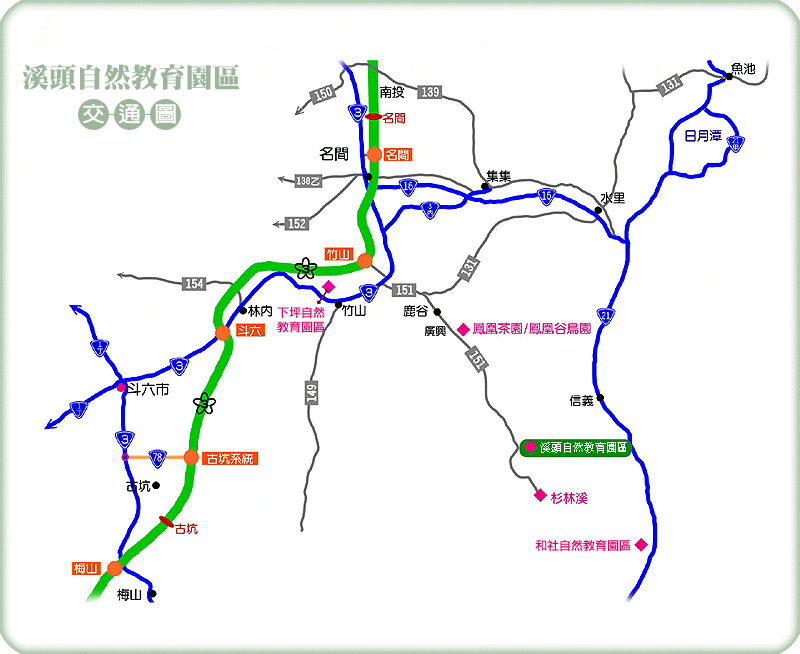 溪頭自然教育園區
交通圖
魚池
131
150
南投
139
3
名間
日月潭
21
名間
名間
139乙
16
集集
16
水里
152
竹山
3
131
154
151
3
林內
下坪自然
教育園區
竹山
鹿谷
斗六
廣興
鳳凰茶園/鳳凰谷鳥園
21
151
3
149
斗六市
3
信義
1
3
溪頭自然教育園區
78
古坑系統
古坑
杉林溪
古坑
和社自然教育園區
梅山
梅山